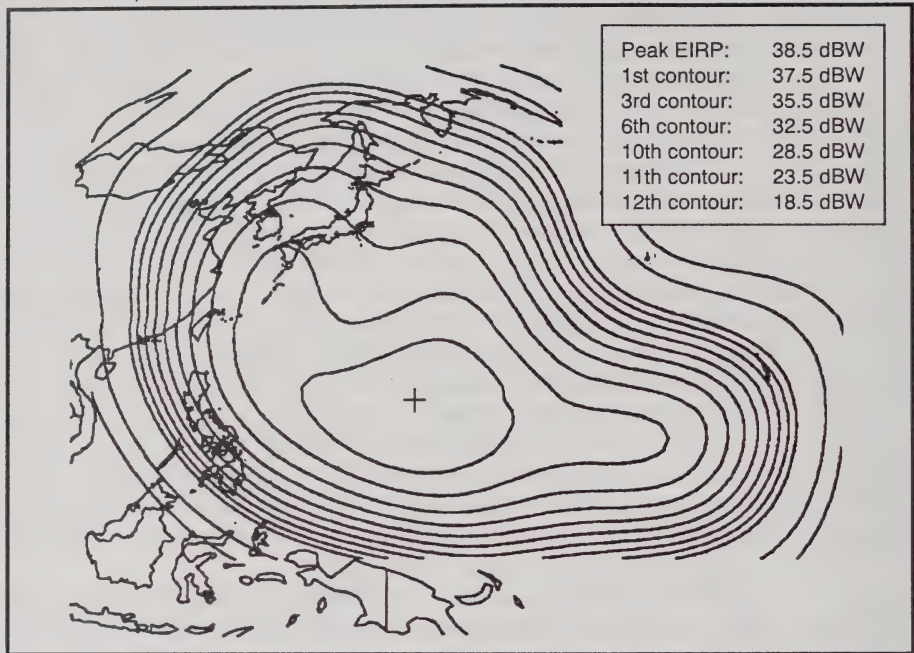 Peak EIRP: 38.5 dBW
1st contour: 37.5 dBW
3rd contour: 35.5 dBW
6th contour: 32.5 dBW
10th contour: 28.5 dBW
11th contour: 23.5 dBW
12th contour: 18.5 dBW